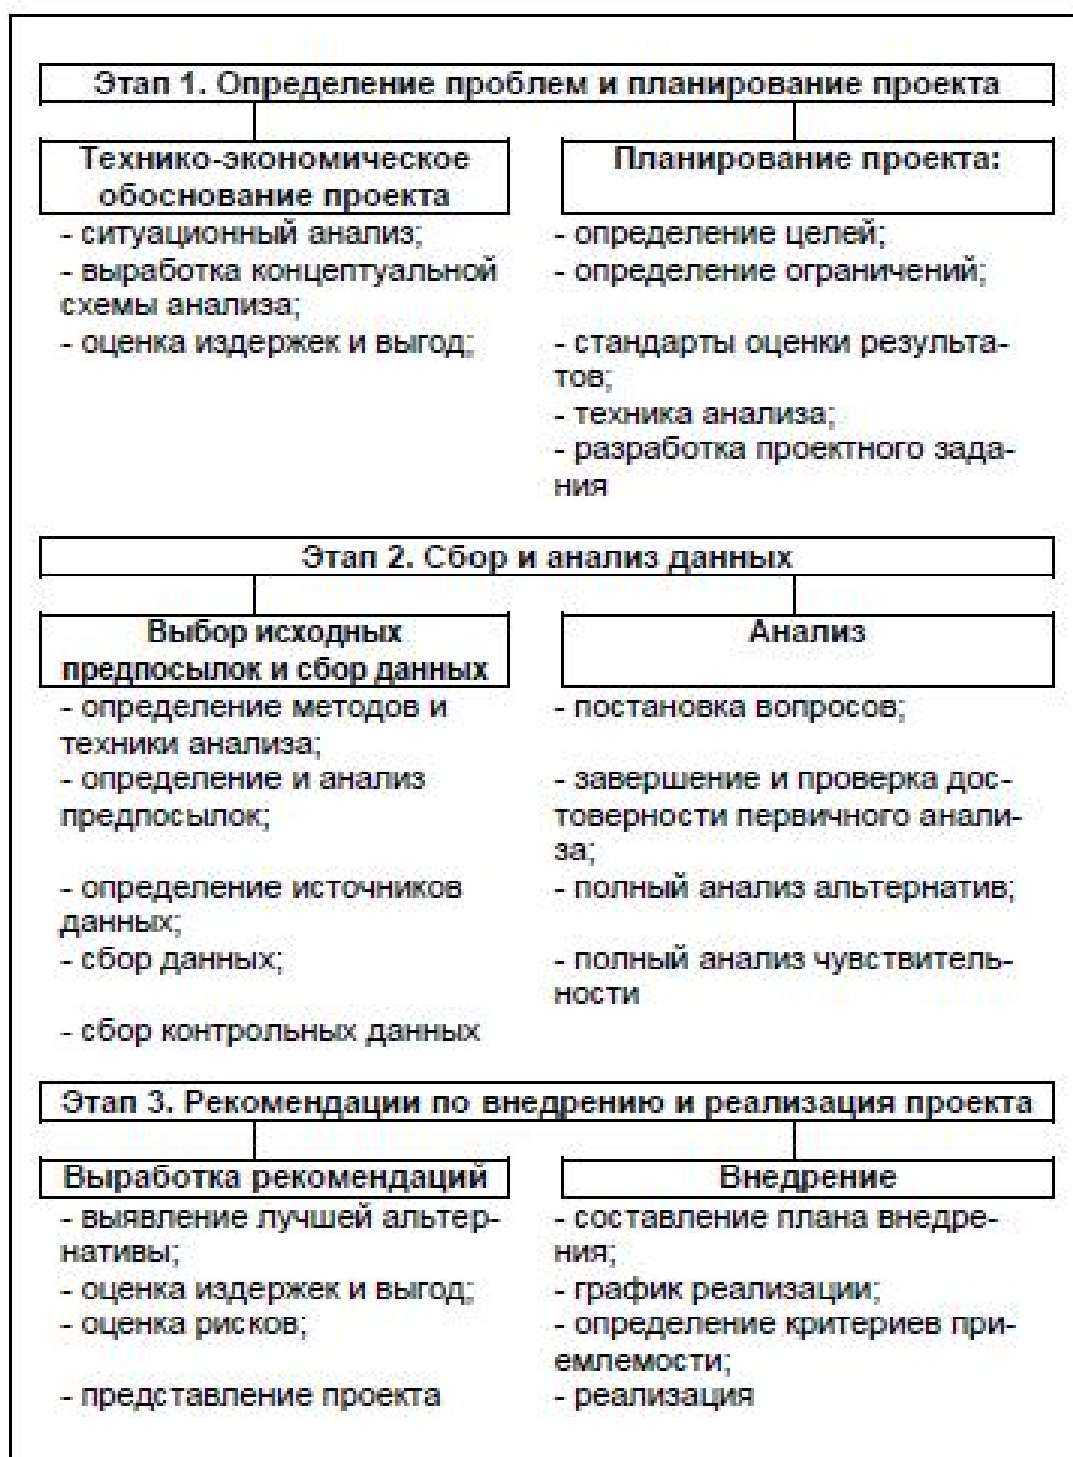 Этап 1. Определение проблем и планирование проекта
Технико-экономическое
обоснование проекта
- ситуационный анализ;
- выработка концептуальной
схемы анализа;
- оценка издержек и выгод;
Планирование проекта:
- определение целей;
- определение ограничений;
- стандарты оценки результа-
тов;
- техника анализа;
- разработка проектного зада-
ния
Этап 2. Сбор и анализ данных
Выбор исходных
предпосылок и сбор данных
- определение методов и
техники анализа;
- определение и анализ
предпосылок;
- определение источников
данных;
- сбор данных;
- сбор контрольных данных
Анализ
- постановка вопросов;
- завершение и проверка дос-
товерности первичного анали-
за;
- полный анализ альтернатив;
- полный анализ чувствитель-
ности
Этап 3. Рекомендации по внедрению и реализация проекта
Выработка рекомендаций
- выявление лучшей альтер-
нативы;
- оценка издержек и выгод;
- оценка рисков;
- представление проекта
Внедрение
- составление плана внедре-
ния;
- график реализации;
- определение критериев при-
емлемости;
- реализация